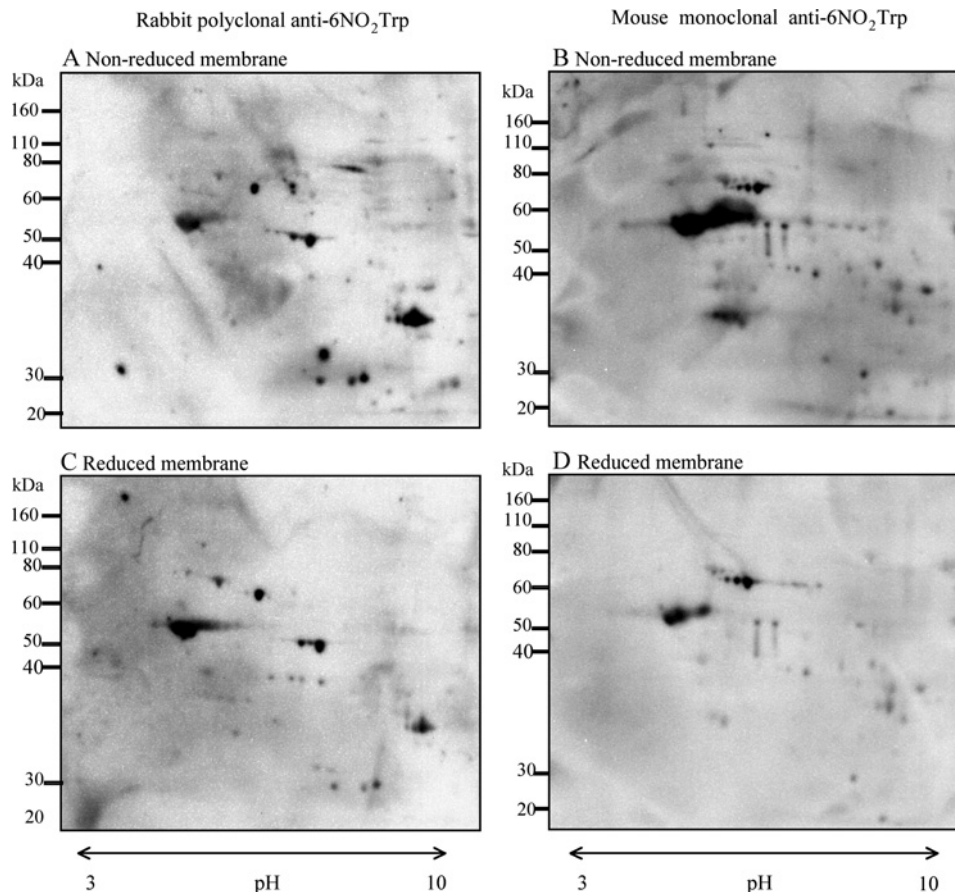 Rabbit polyclonal anti-6NO₂Trp
Mouse monoclonal anti-6NO₂Trp
A Non-reduced membrane
kDa
160
110
80
60
50
40
30
20
B Non-reduced membrane
kDa
160
110
80
60
50
40
30
20
C Reduced membrane
kDa
160
110
80
60
50
40
30
20
D Reduced membrane
kDa
160
110
80
60
50
40
30
20
3 pH 10
3 pH 10